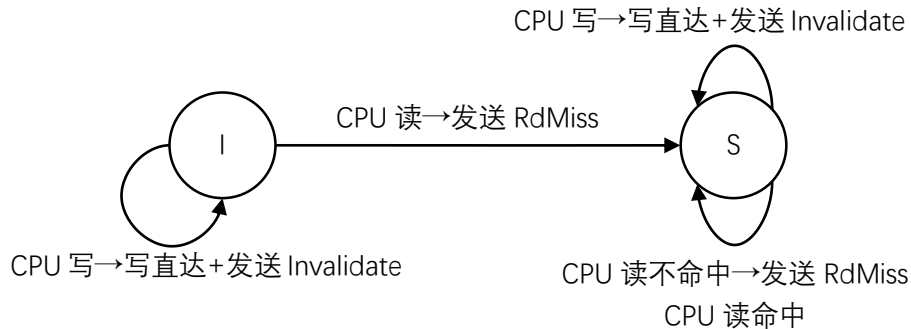 CPU 写→写直达+发送 Invalidate
CPU 读→发送 RdMiss
I
S
CPU 写→写直达+发送 Invalidate
CPU 读不命中→发送 RdMiss
CPU 读命中